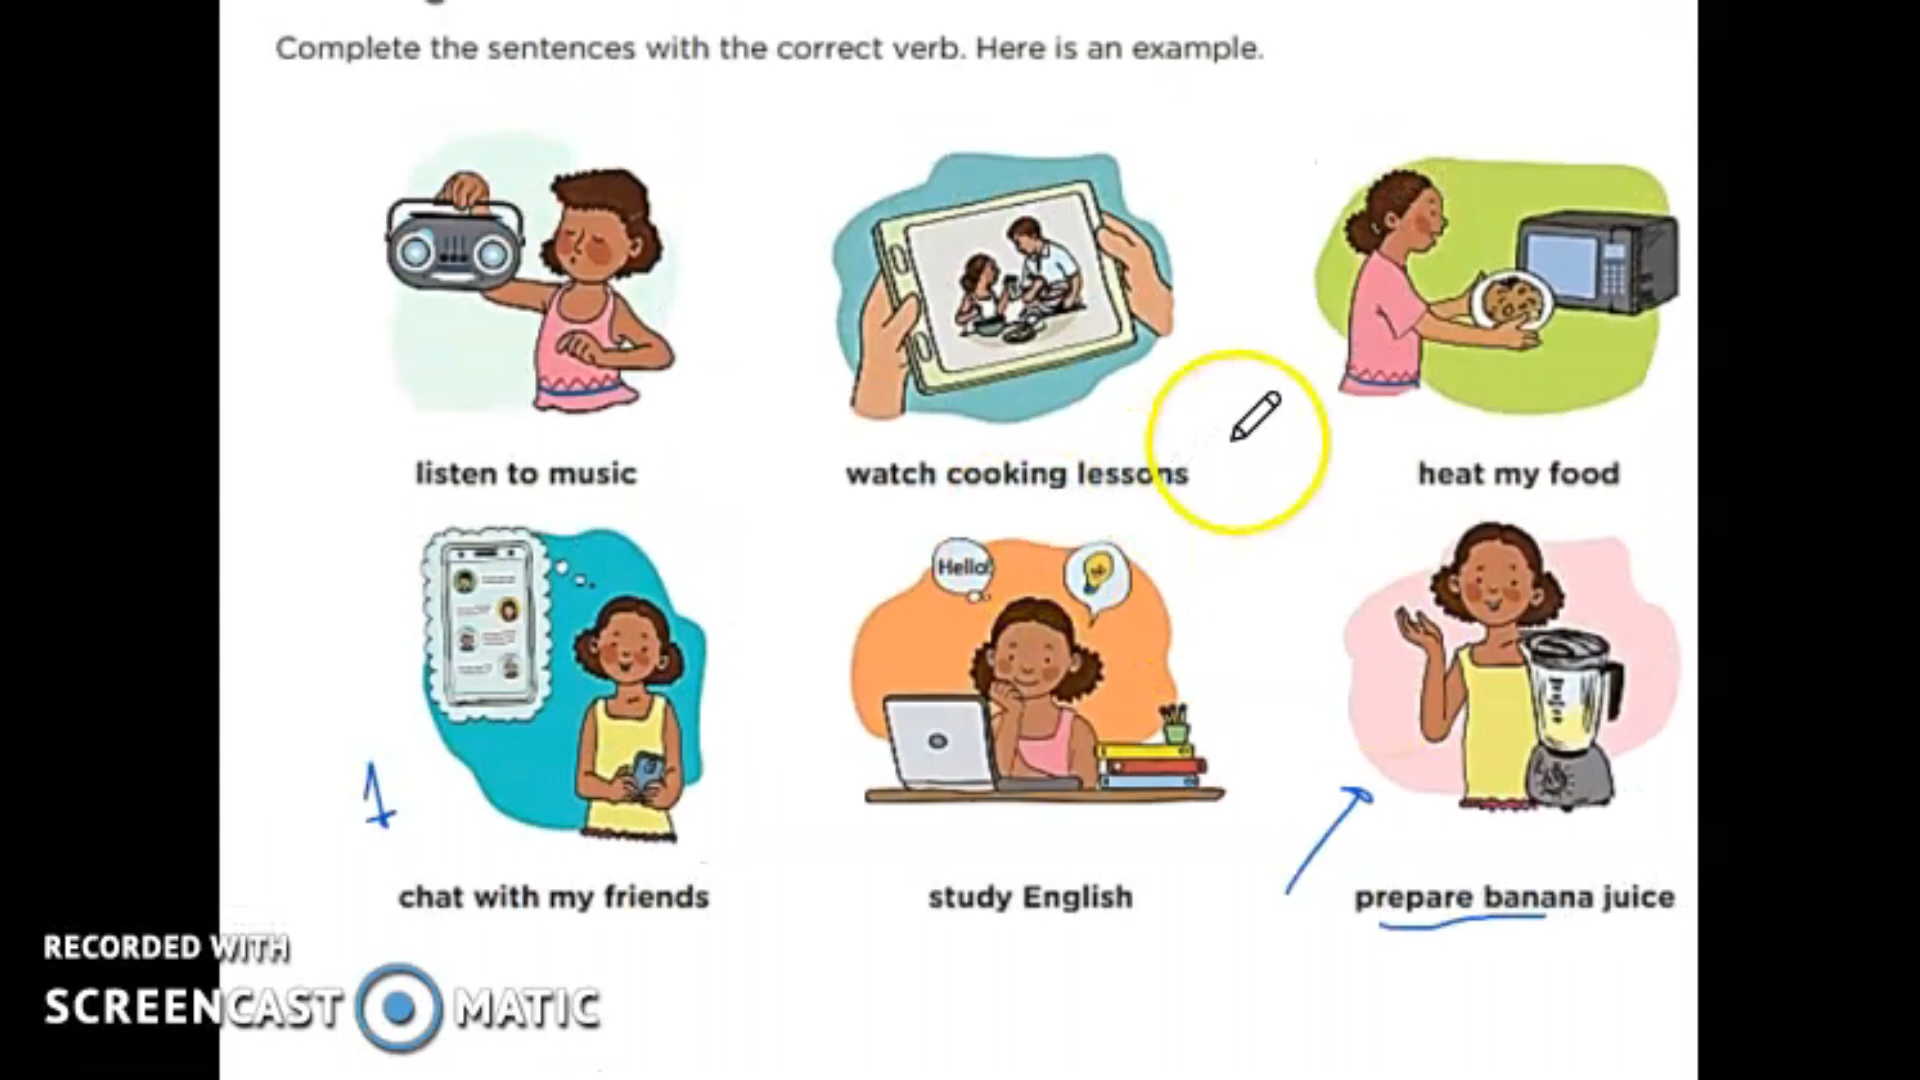 Complete the sentences with the correct verb. Here is an example.
listen to music
watch cooking lessons
heat my food
Hello!
chat with my friends
study English
prepare banana juice
1
RECORDED WITH
SCREENCAST MATIC